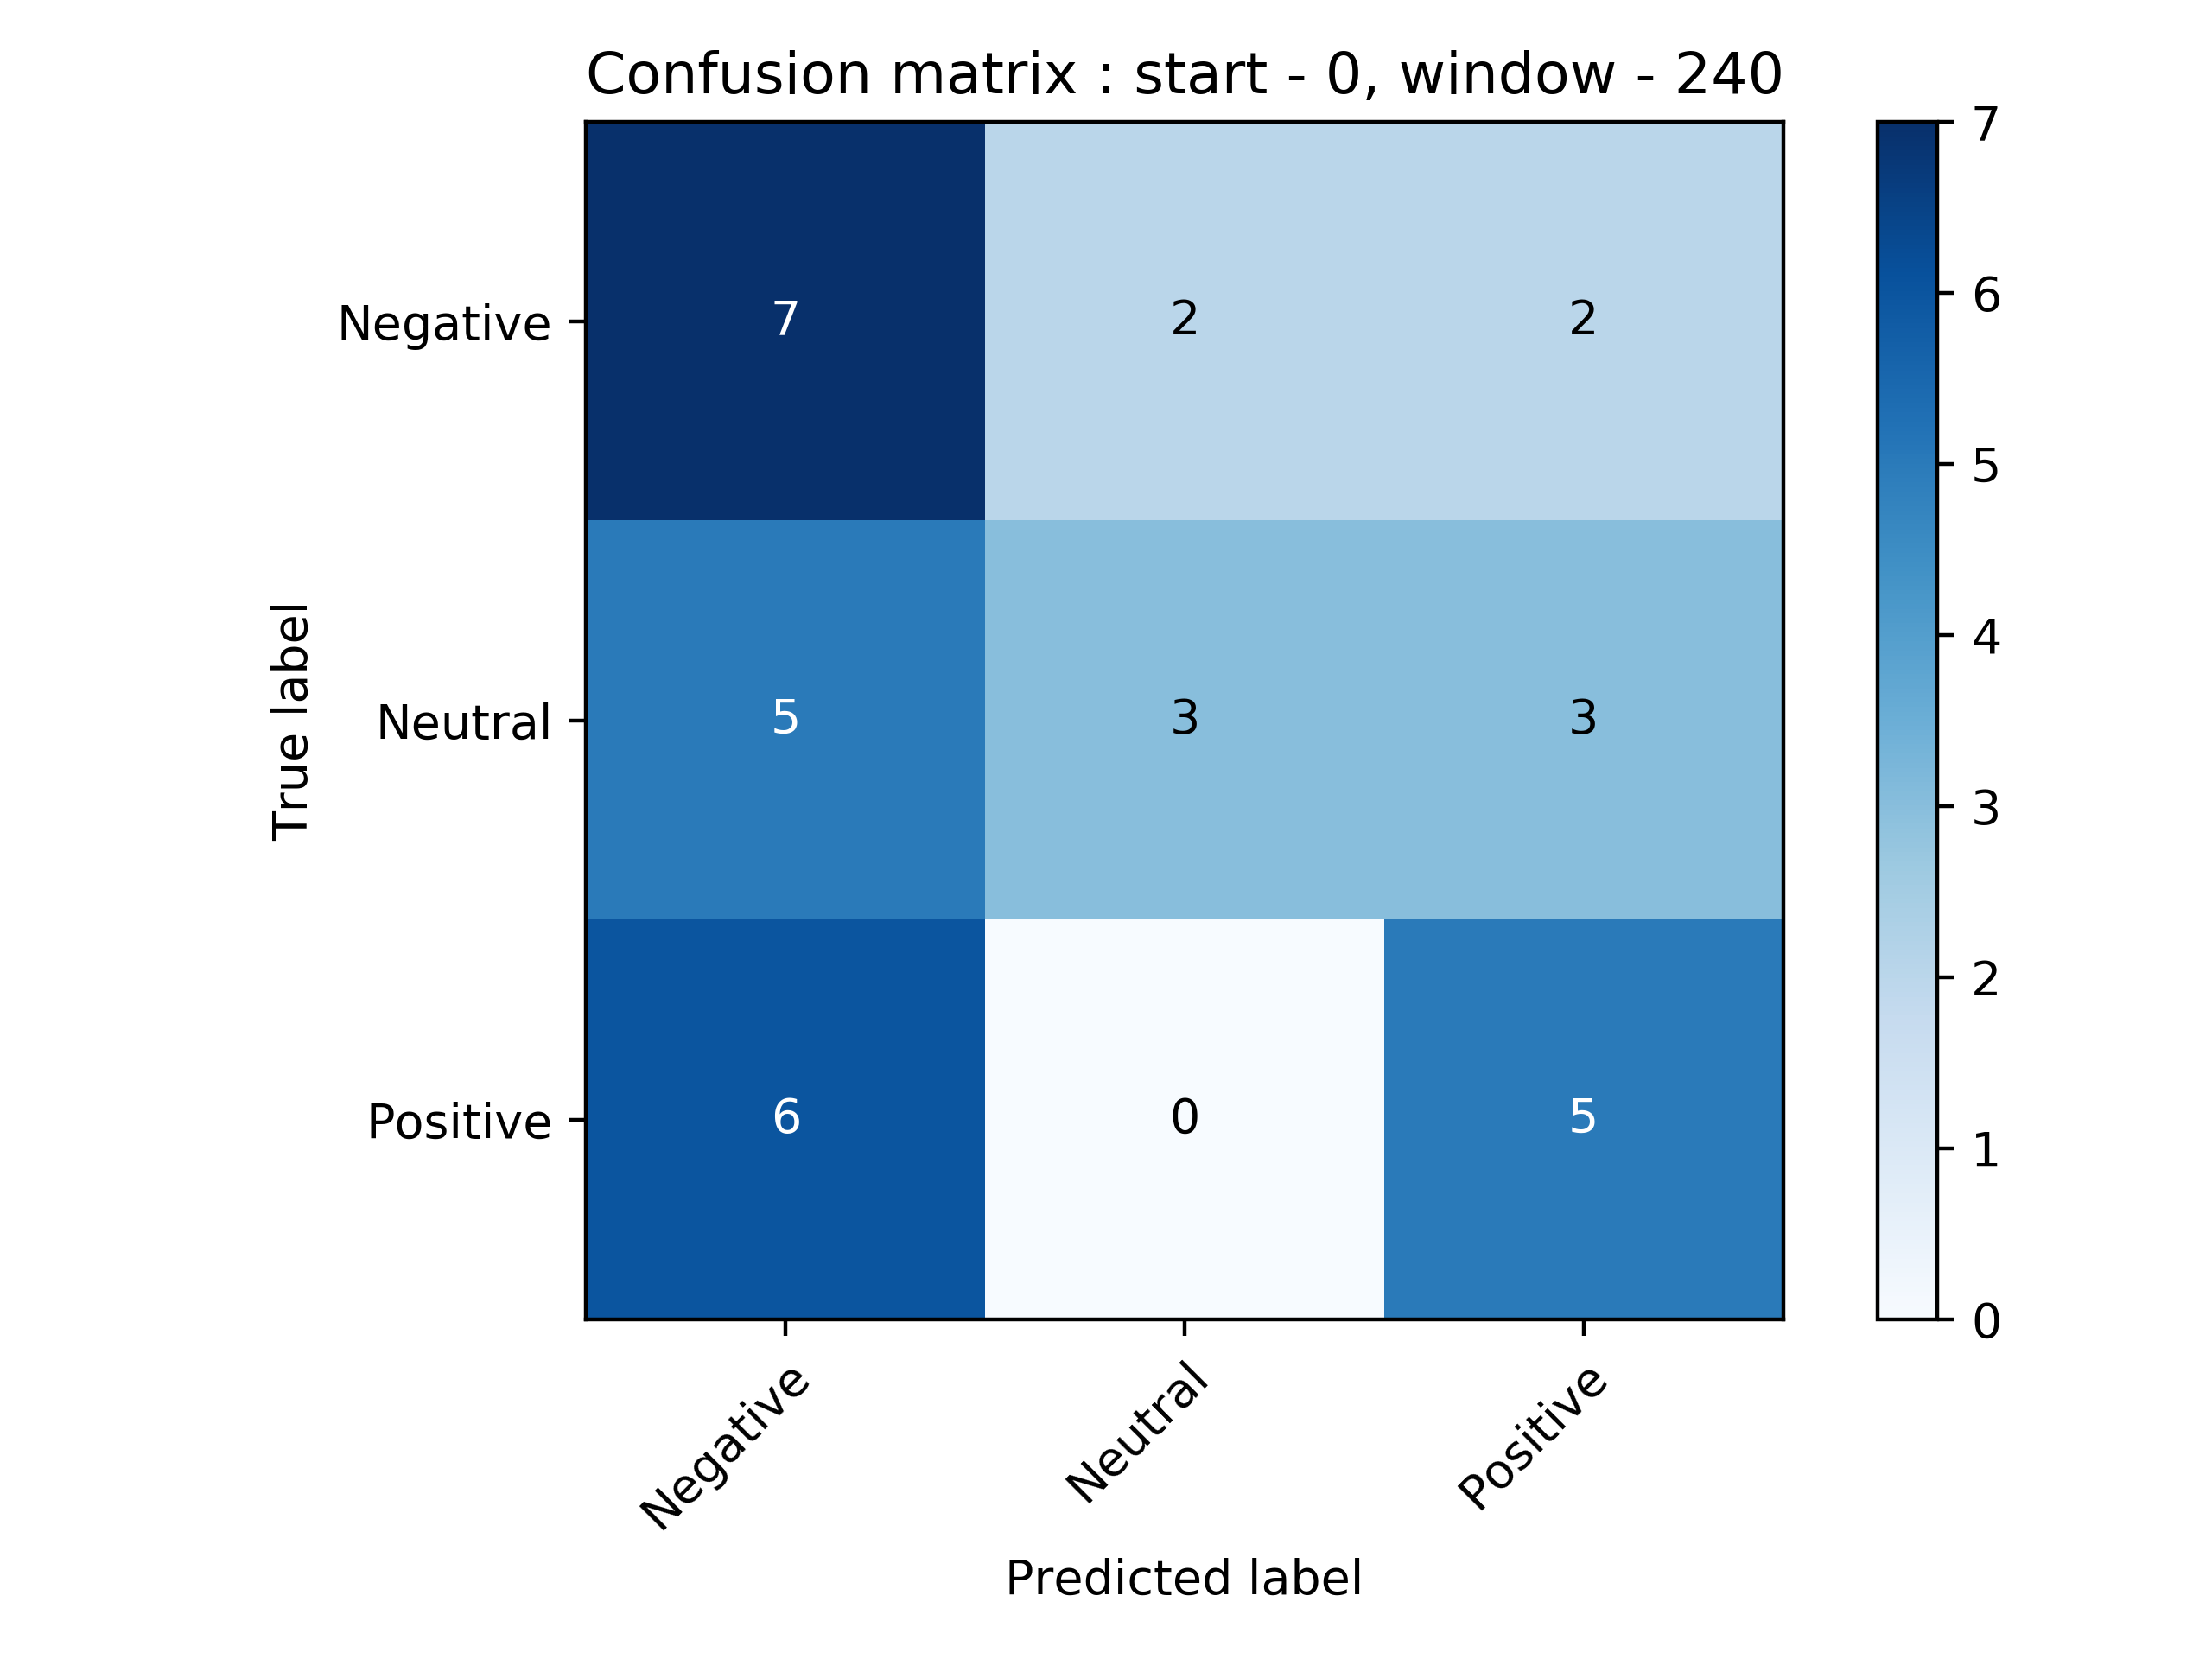 Confusion matrix : start - 0, window - 240
7
6
5
4
3
2
1
0
True label
Negative
7 2 2
Neutral
5 3 3
Positive
6 0 5
Negative
Neutral
Positive
Predicted label